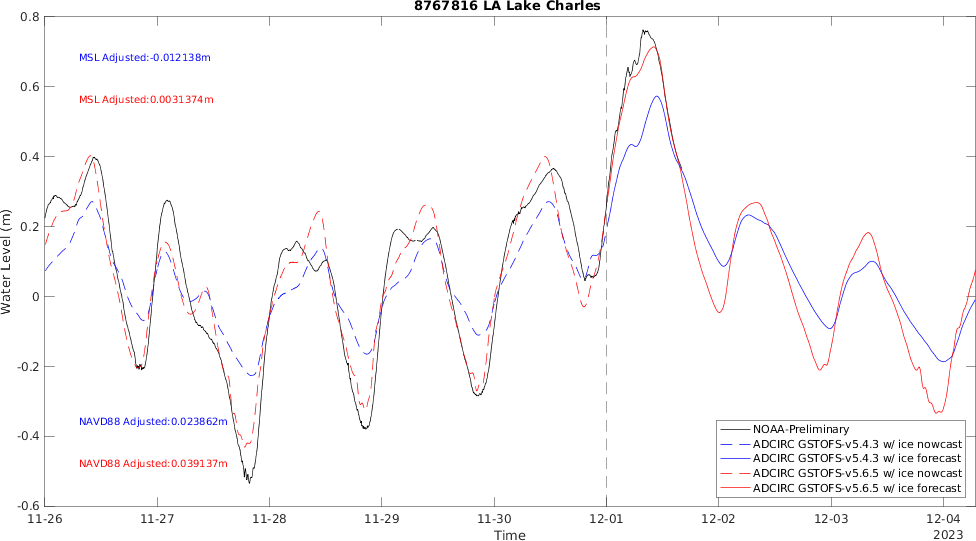 8767816 LA Lake Charles
0.8
0.6
0.4
0.2
0
-0.2
-0.4
-0.6
Water Level (m)
MSL Adjusted:-0.012138m
MSL Adjusted:0.0031374m
NAVD88 Adjusted:0.023862m
NAVD88 Adjusted:0.039137m
NOAA-Preliminary
ADCIRC GSTOFS-v5.4.3 w/ ice nowcast
ADCIRC GSTOFS-v5.4.3 w/ ice forecast
ADCIRC GSTOFS-v5.6.5 w/ ice nowcast
ADCIRC GSTOFS-v5.6.5 w/ ice forecast
11-26 11-27 11-28 11-29 11-30 12-01 12-02 12-03 12-04
Time
2023